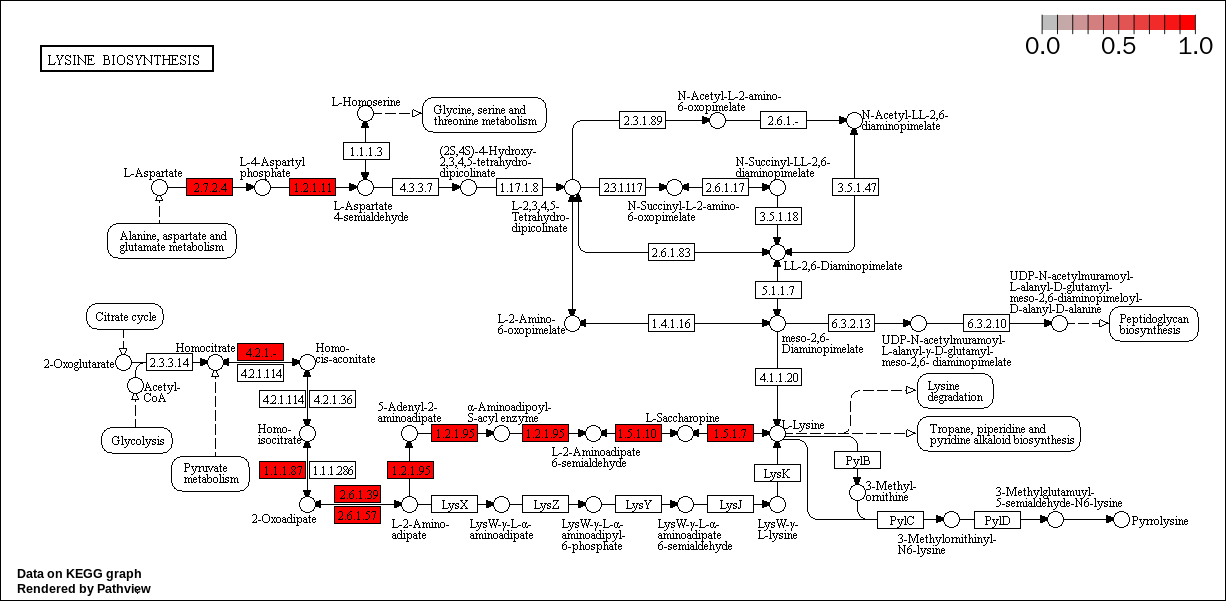 0.0 0.5 1.0
LYSINE BIOSYNTHESIS
L-Homoserine
Glycine, serine and
threonine metabolism
1.1.1.3
N-Acetyl-L-2-amino-
6-oxopimelate
2.3.1.89
2.6.1.-
N-Acetyl-LL-2,6-
diaminopimelate
L-Aspartate
2.7.2.4
L-4-Aspartyl
phosphate
1.2.1.11
L-Aspartate
4-semialdehyde
4.3.3.7
(2S,4S)-4-Hydroxy-
2,3,4,5-tetrahydro-
dipicolinate
1.17.1.8
L-2,3,4,5-
Tetrahydro-
dipicolinate
2.3.1.117
N-Succinyl-L-2-amino-
6-oxopimelate
2.6.1.17
N-Succinyl-LL-2,6-
diaminopimelate
3.5.1.47
3.5.1.18
Alanine, aspartate and
glutamate metabolism
2.6.1.83
LL-2,6-Diaminopimelate
5.1.1.7
L-2-Amino-
6-oxopimelate
1.4.1.16
meso-2,6-
Diaminopimelate
6.3.2.13
UDP-N-acetylmuramoyl-
L-alanyl-γ-D-glutamyl-
meso-2,6- diaminopimelate
6.3.2.10
UDP-N-acetylmuramoyl-
L-alanyl-D-glutamyl-
meso-2,6-diaminopimeloyl-
D-alanyl-D-alanine
Peptidoglycan
biosynthesis
Citrate cycle
2-Oxoglutarate
2.3.3.14
Homocitrate
4.2.1.-
4.2.1.114
Homo-
cis-aconitate
Acetyl-
CoA
Glycolysis
4.2.1.114
4.2.1.36
Homo-
isocitrate
Pyruvate
metabolism
1.1.1.87
1.1.1.286
2-Oxoadipate
2.6.1.39
2.6.1.57
L-2-Amino-
adipate
1.2.1.95
5-Adenyl-2-
aminoadipate
1.2.1.95
α-Aminoadipoyl-
S-acyl enzyme
1.2.1.95
L-2-Aminoadipate
6-semialdehyde
1.5.1.10
L-Saccharopine
1.5.1.7
L-Lysine
4.1.1.20
Lysine
degradation
Tropane, piperidine and
pyridine alkaloid biosynthesis
LysX
LysW-γ-L-α-
aminoadipate
LysZ
LysW-γ-L-α-
aminoadipyl-
6-phosphate
LysY
LysW-γ-L-α-
aminoadipate
6-semialdehyde
LysJ
LysW-γ-
L-lysine
LysK
PylB
3-Methyl-
ornithine
PylC
3-Methylornithinyl-
N6-lysine
PylD
3-Methylglutamuyl-
5-semialdehyde-N6-lysine
Pyrrolysine
Data on KEGG graph
Rendered by Pathview